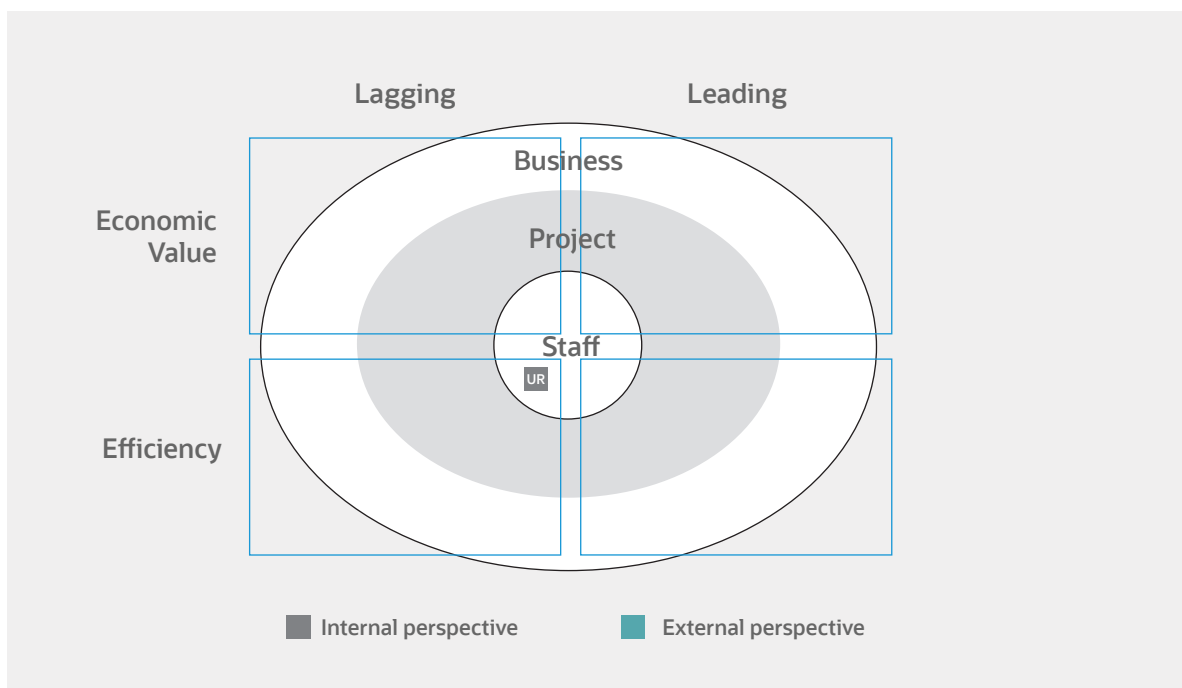 Lagging
Leading
Business
Economic
Value
Project
Staff
UR
Efficiency
Internal perspective
External perspective